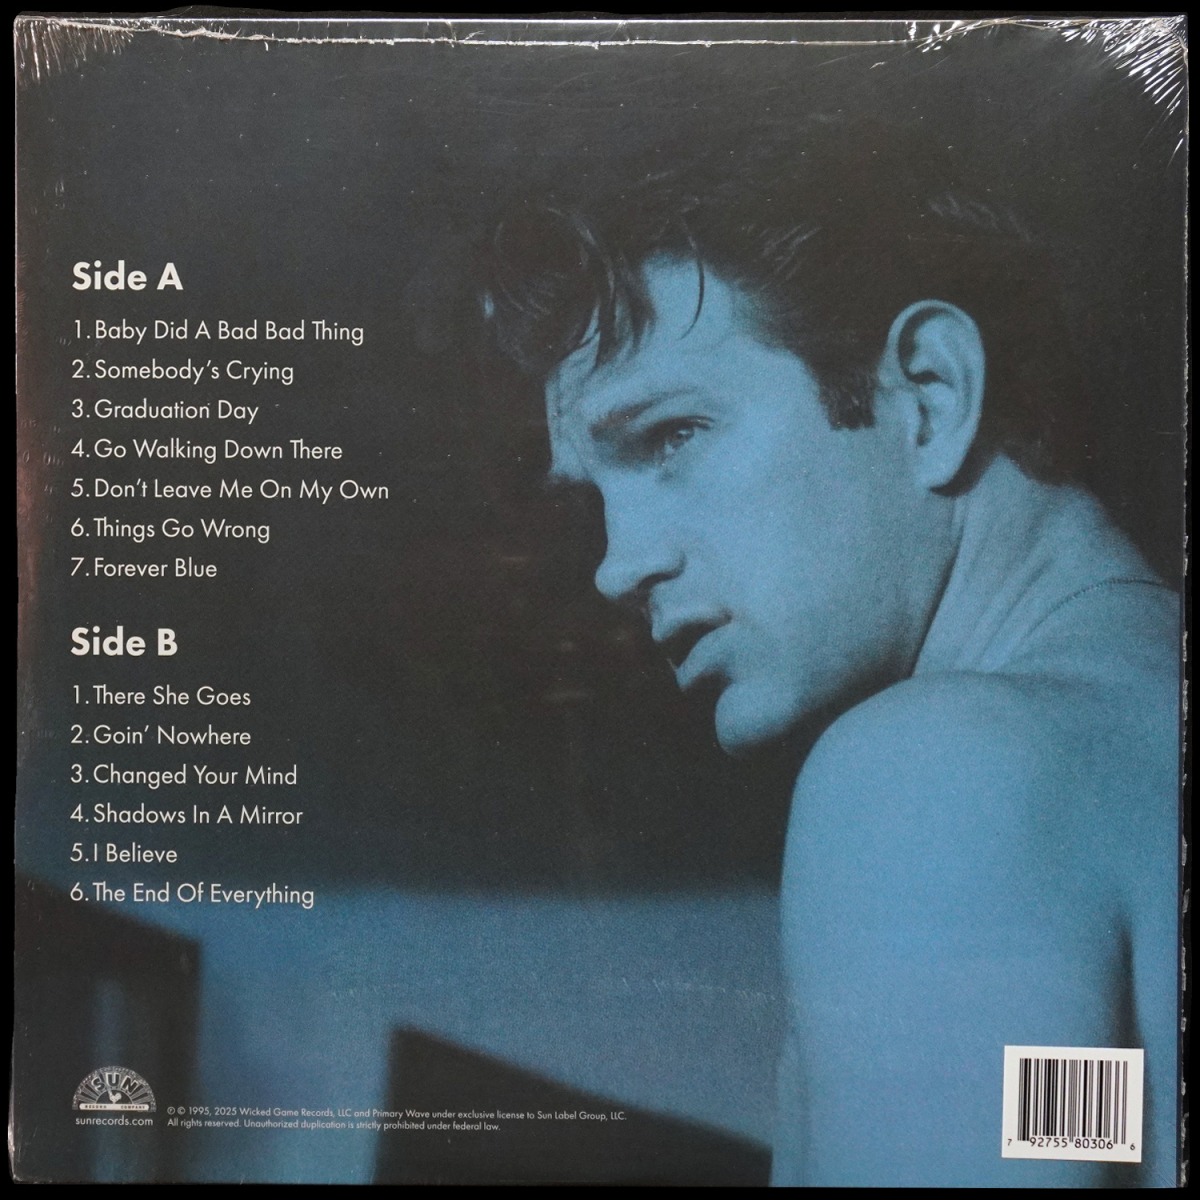 Side A
1. Baby Did A Bad Bad Thing
2. Somebody's Crying
3. Graduation Day
4. Go Walking Down There
5. Don't Leave Me On My Own
6. Things Go Wrong
7. Forever Blue
Side B
1. There She Goes
2. Goin' Nowhere
3. Changed Your Mind
4. Shadows In A Mirror
5. I Believe
6. The End Of Everything
SUN
RECORD COMPANY
sunrecords.com
℗ © 1995, 2025 Wicked Game Records, LLC and Primary Wave under exclusive license to Sun Label Group, LLC.
All rights reserved. Unauthorized duplication is strictly prohibited under federal law.
7 92755 80306 6